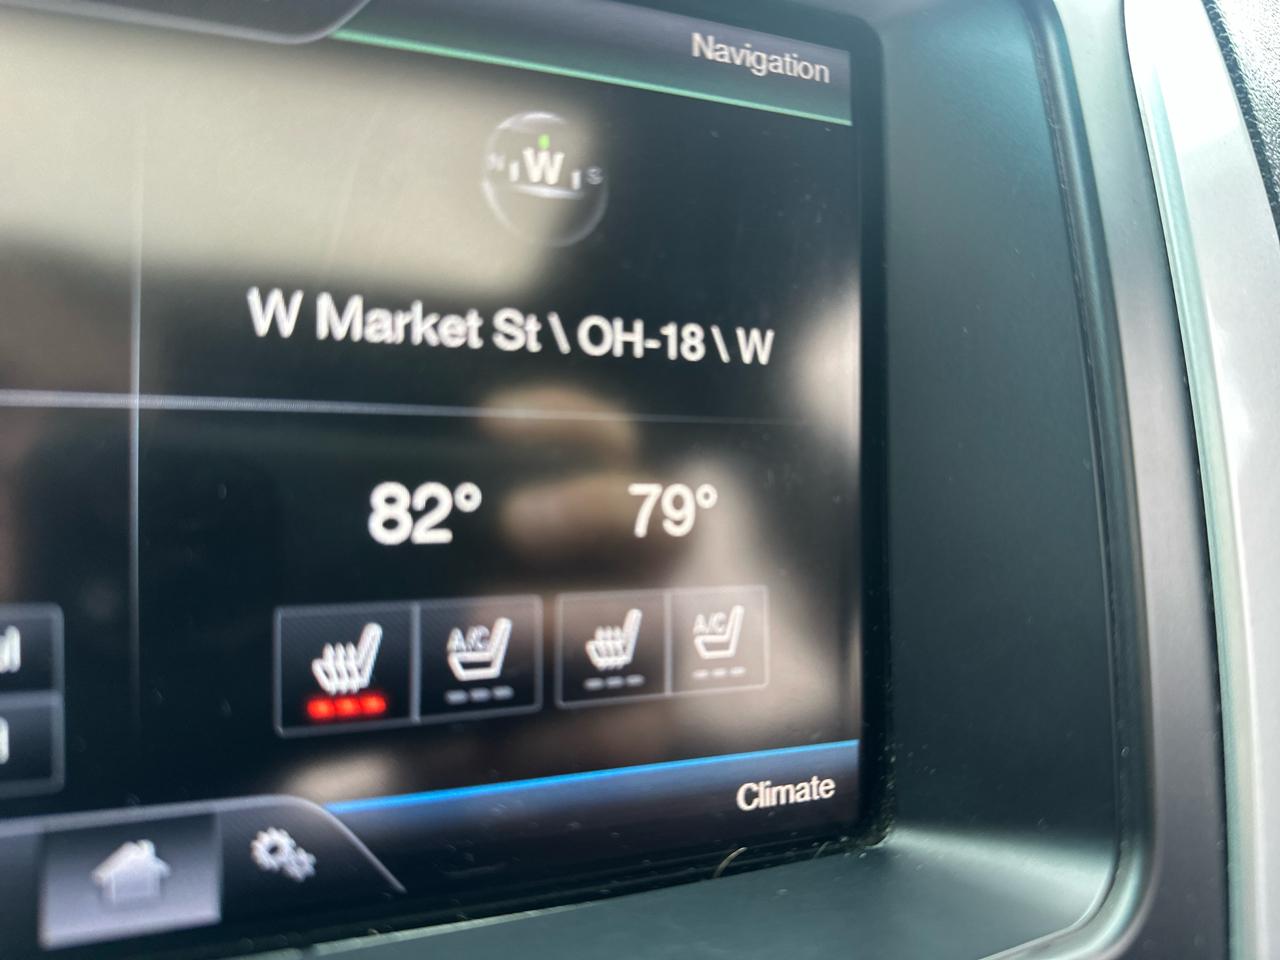 Navigation
N W S
W Market St \ OH-18 \ W
82° 79°
A/C A/C
Climate